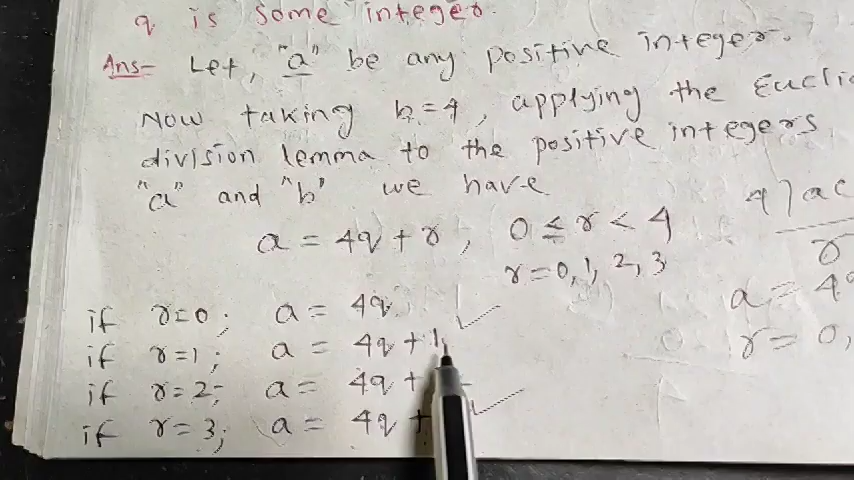 q is some integer.
Ans- Let, "a" be any positive integer.
Now taking b=4, applying the
division lemma to the positive integers
"a" and "b" we have
a = 4q + r, 0 ≤ r < 4
r = 0, 1, 2, 3
if r=0; a = 4q
if r=1; a = 4q + 1
if r=2; a = 4q +
if r=3; a = 4q +
a = 4q
r = 0,